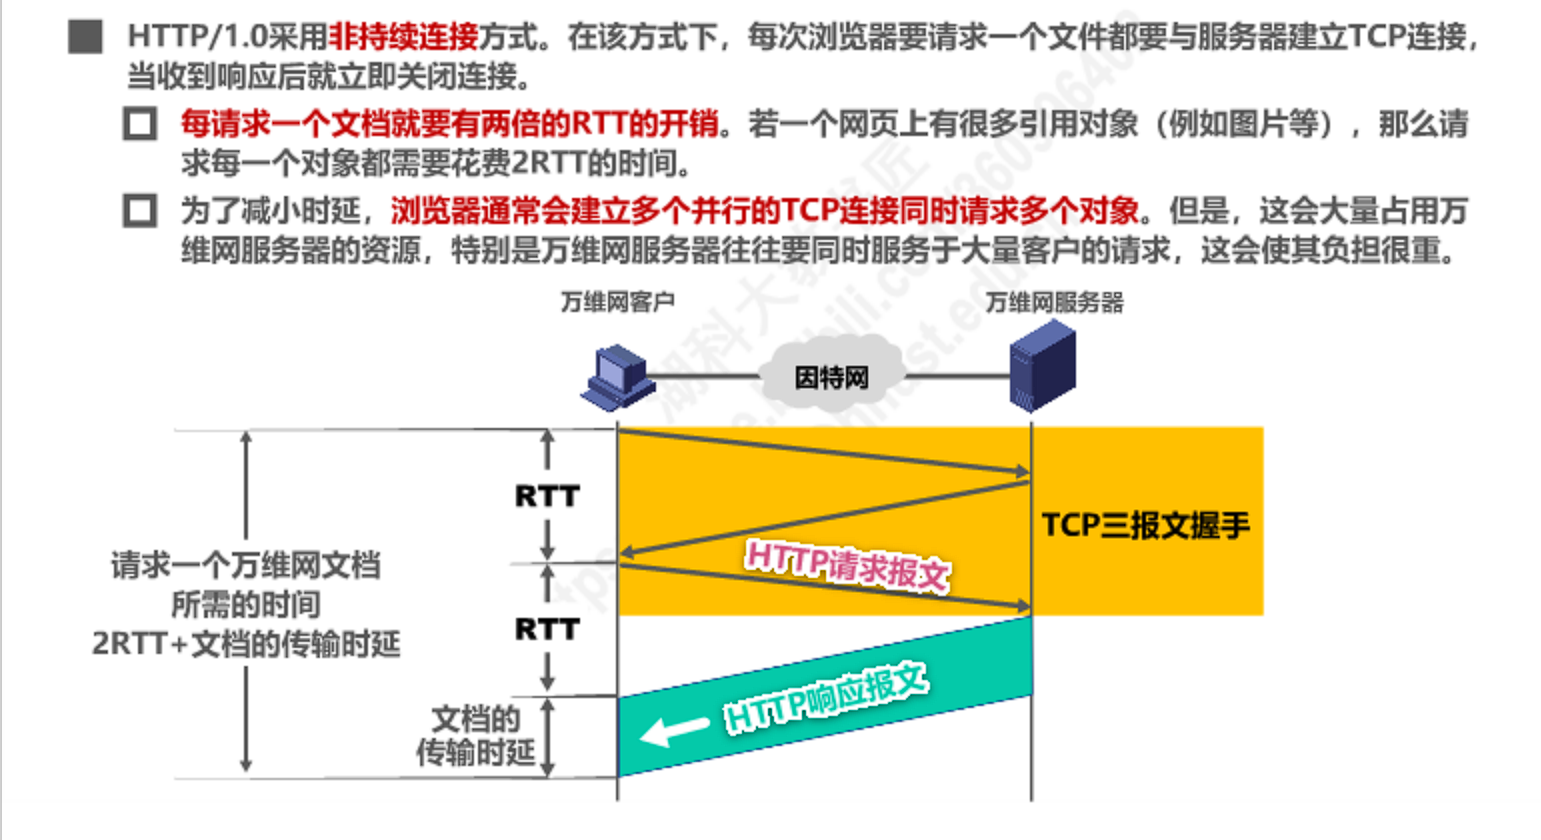 HTTP/1.0采用非持续连接方式。在该方式下，每次浏览器要请求一个文件都要与服务器建立TCP连接，
当收到响应后就立即关闭连接。
每请求一个文档就要有两倍的RTT的开销。若一个网页上有很多引用对象（例如图片等），那么请
求每一个对象都需要花费2RTT的时间。
为了减小时延，浏览器通常会建立多个并行的TCP连接同时请求多个对象。但是，这会大量占用万
维网服务器的资源，特别是万维网服务器往往要同时服务于大量客户的请求，这会使其负担很重。
万维网客户
万维网服务器
因特网
RTT
TCP三报文握手
HTTP请求报文
请求一个万维网文档
所需的时间
2RTT+文档的传输时延
RTT
HTTP响应报文
文档的
传输时延